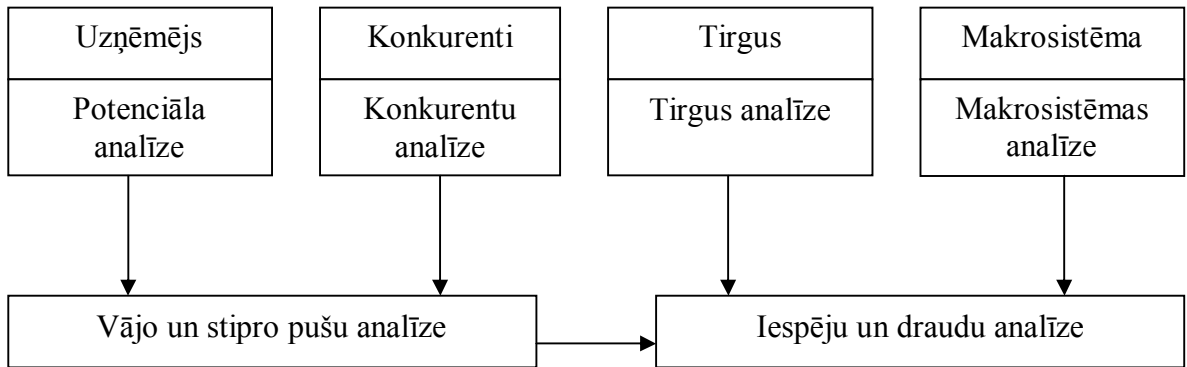 Uzņēmējs
Potenciāla
analīze
Konkurenti
Konkurentu
analīze
Tirgus
Tirgus analīze
Makrosistēma
Makrosistēmas
analīze
Vājo un stipro pušu analīze
Iespēju un draudu analīze